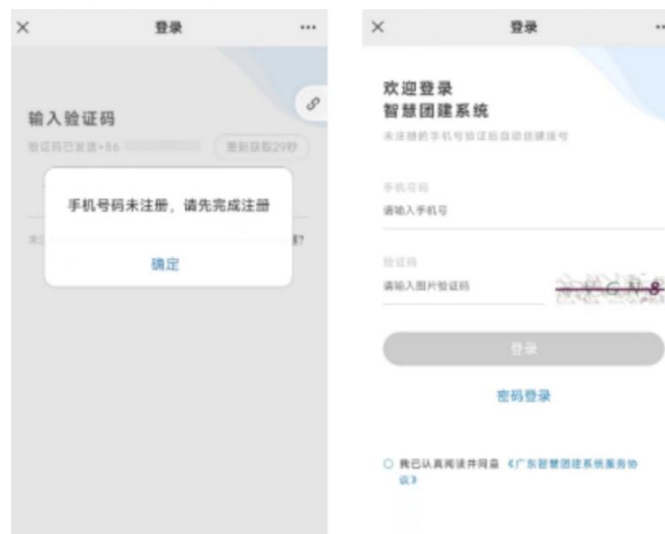 登录
输入验证码
验证码已发送+86
重新获取29秒
手机号码未注册，请先完成注册
确定
登录
欢迎登录
智慧团建系统
未注册的手机号验证后自动创建账号
手机号码
请输入手机号
验证码
请输入图片验证码
G N 8
登录
密码登录
我已认真阅读并同意《广东智慧团建系统服务协
议》